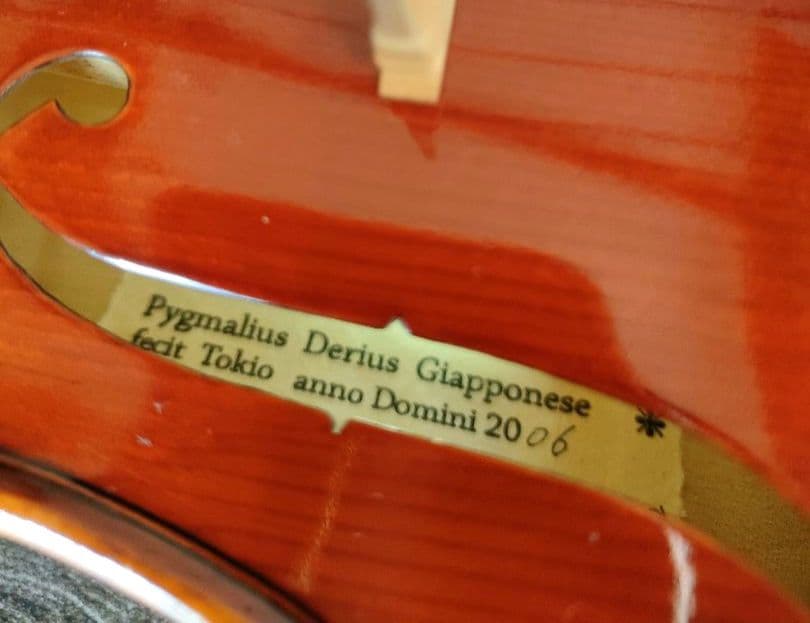 Pygmalius Derius Giapponese
fecit Tokio anno Domini 2006